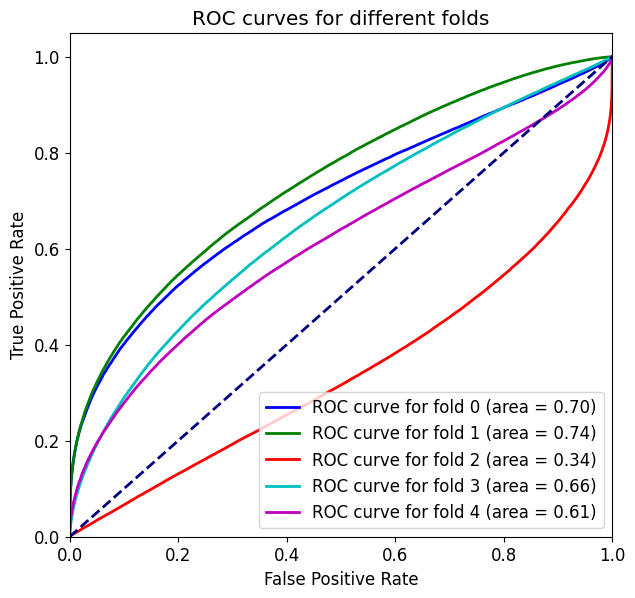 ROC curves for different folds
True Positive Rate
1.0
0.8
0.6
0.4
0.2
0.0
ROC curve for fold 0 (area = 0.70)
ROC curve for fold 1 (area = 0.74)
ROC curve for fold 2 (area = 0.34)
ROC curve for fold 3 (area = 0.66)
ROC curve for fold 4 (area = 0.61)
0.0 0.2 0.4 0.6 0.8 1.0
False Positive Rate